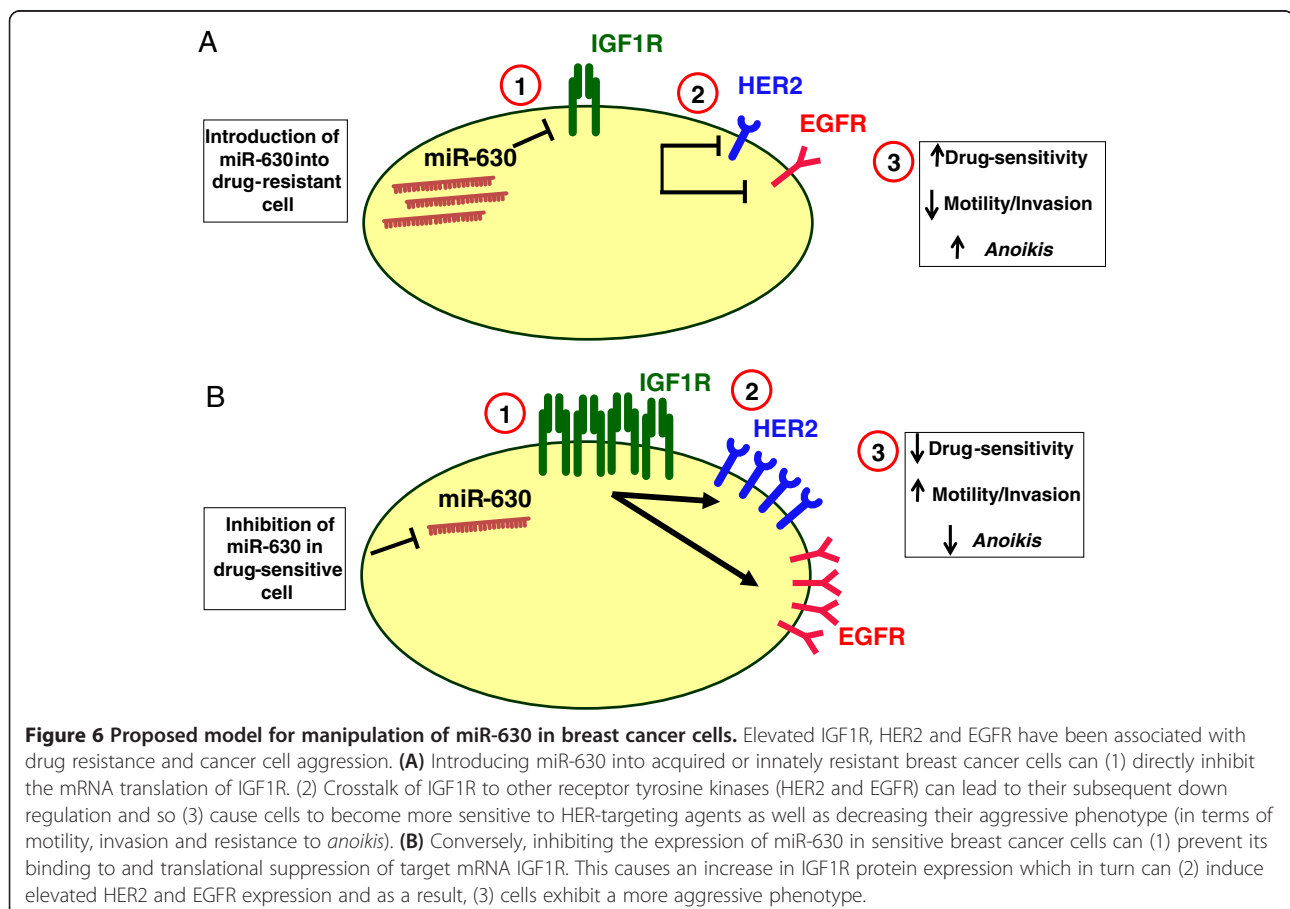 A
IGF1R
1
2
HER2
EGFR
Introduction of
miR-630 into
drug-resistant
cell
miR-630
3
↑Drug-sensitivity
↓ Motility/Invasion
↑ Anoikis
B
IGF1R
1
2
HER2
3
↓ Drug-sensitivity
↑ Motility/Invasion
↓ Anoikis
miR-630
Inhibition of
miR-630 in
drug-sensitive
cell
EGFR
Figure 6 Proposed model for manipulation of miR-630 in breast cancer cells. Elevated IGF1R, HER2 and EGFR have been associated with
drug resistance and cancer cell aggression. (A) Introducing miR-630 into acquired or innately resistant breast cancer cells can (1) directly inhibit
the mRNA translation of IGF1R. (2) Crosstalk of IGF1R to other receptor tyrosine kinases (HER2 and EGFR) can lead to their subsequent down
regulation and so (3) cause cells to become more sensitive to HER-targeting agents as well as decreasing their aggressive phenotype (in terms of
motility, invasion and resistance to anoikis). (B) Conversely, inhibiting the expression of miR-630 in sensitive breast cancer cells can (1) prevent its
binding to and translational suppression of target mRNA IGF1R. This causes an increase in IGF1R protein expression which in turn can (2) induce
elevated HER2 and EGFR expression and as a result, (3) cells exhibit a more aggressive phenotype.